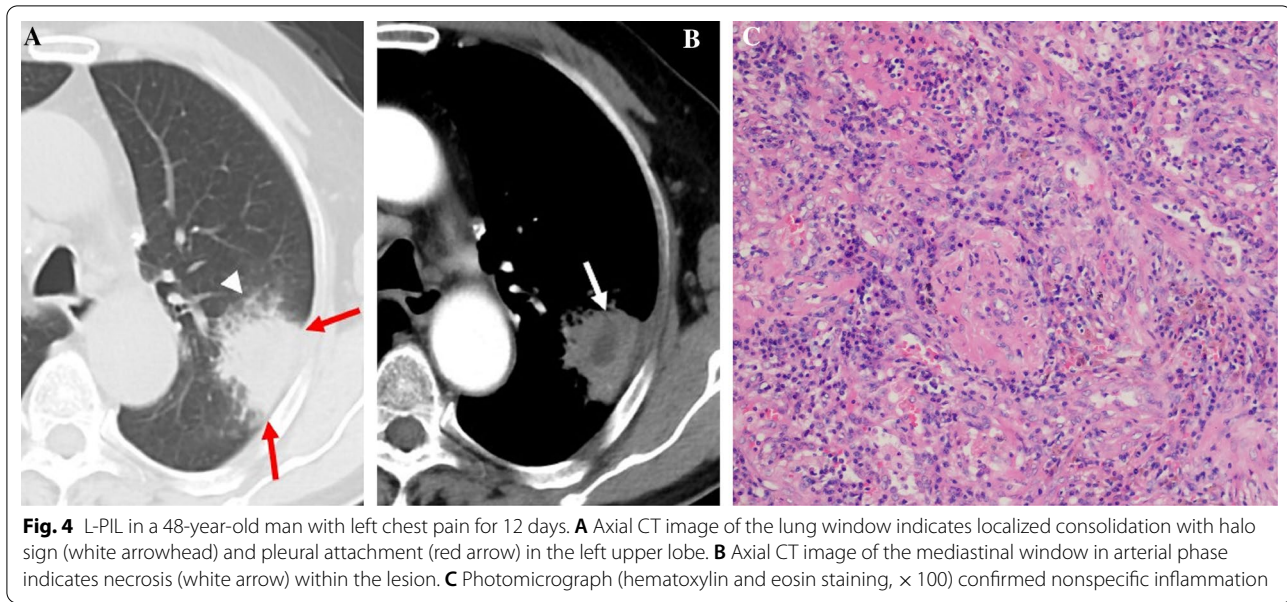 A
B
C
Fig. 4 L-PIL in a 48-year-old man with left chest pain for 12 days. A Axial CT image of the lung window indicates localized consolidation with halo
sign (white arrowhead) and pleural attachment (red arrow) in the left upper lobe. B Axial CT image of the mediastinal window in arterial phase
indicates necrosis (white arrow) within the lesion. C Photomicrograph (hematoxylin and eosin staining, × 100) confirmed nonspecific inflammation